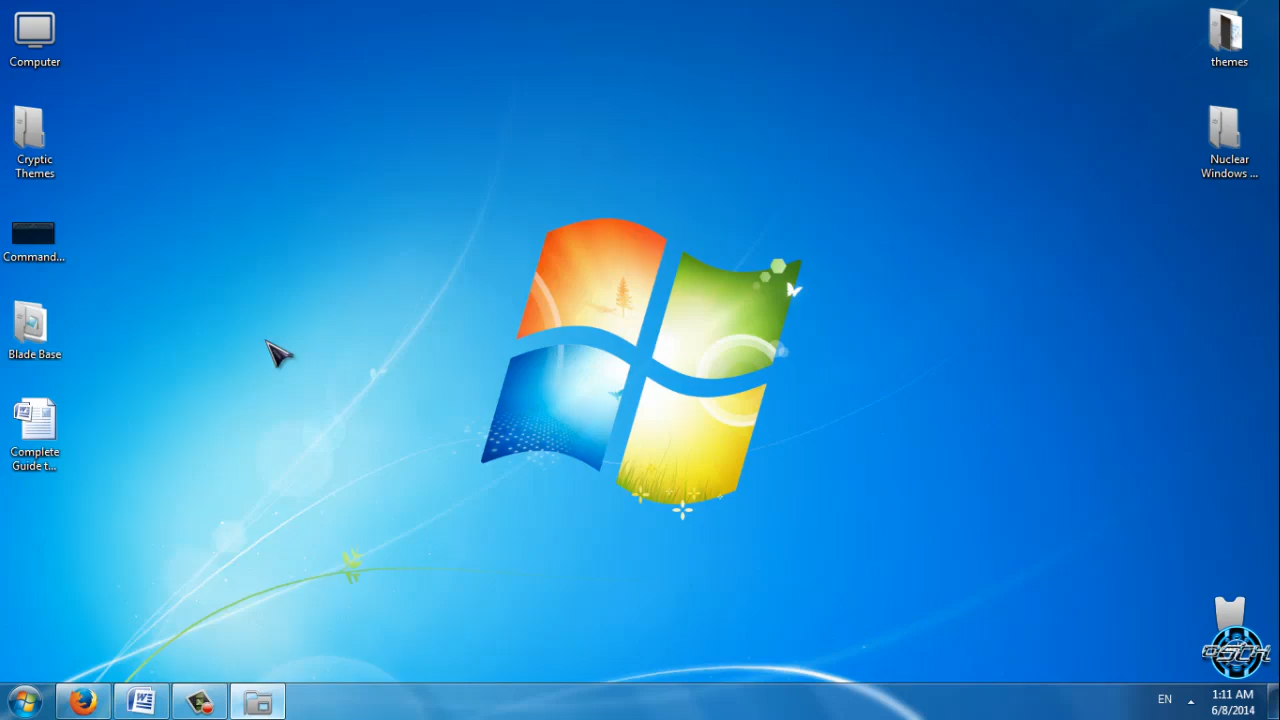 Computer
Cryptic
Themes
Command...
Blade Base
Complete
Guide t...
themes
Nuclear
Windows ...
EN
1:11 AM
6/8/2014